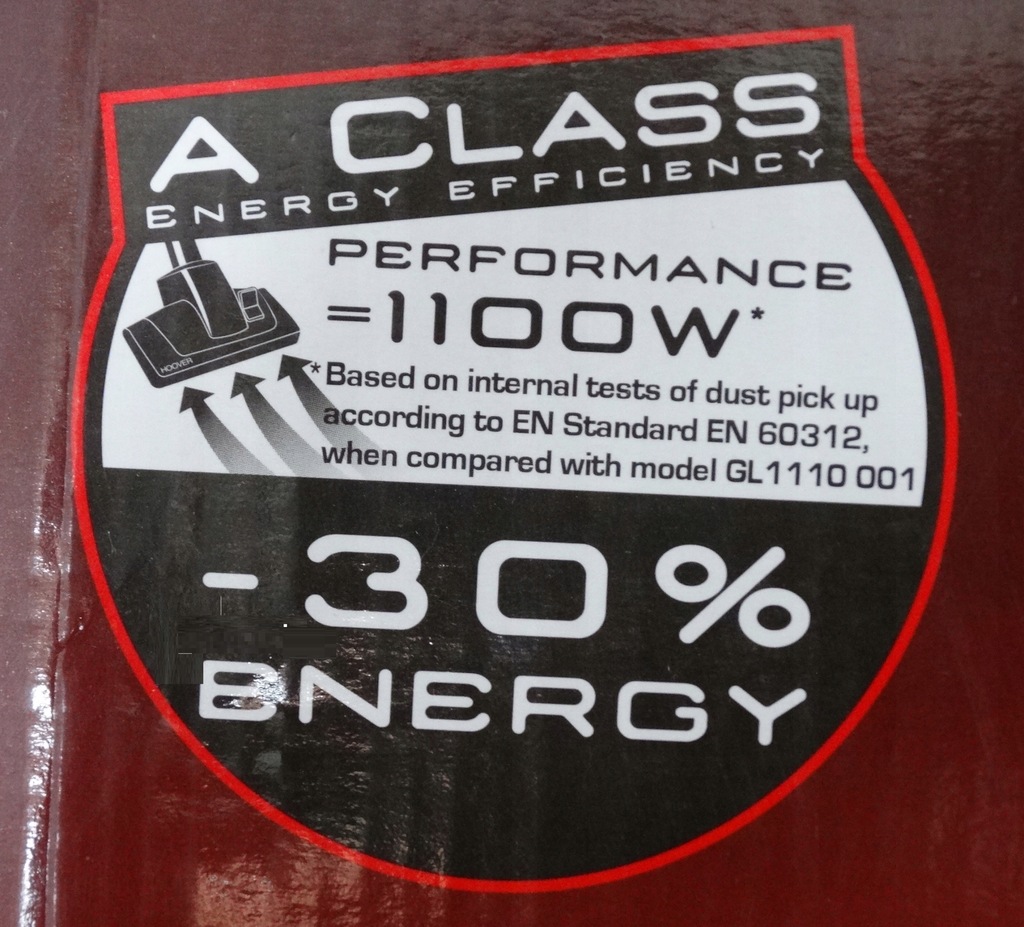 A CLASS
ENERGY EFFICIENCY
PERFORMANCE
=1100W*
HOOVER
*Based on internal tests of dust pick up
according to EN Standard EN 60312,
when compared with model GL1110 001
-30%
ENERGY